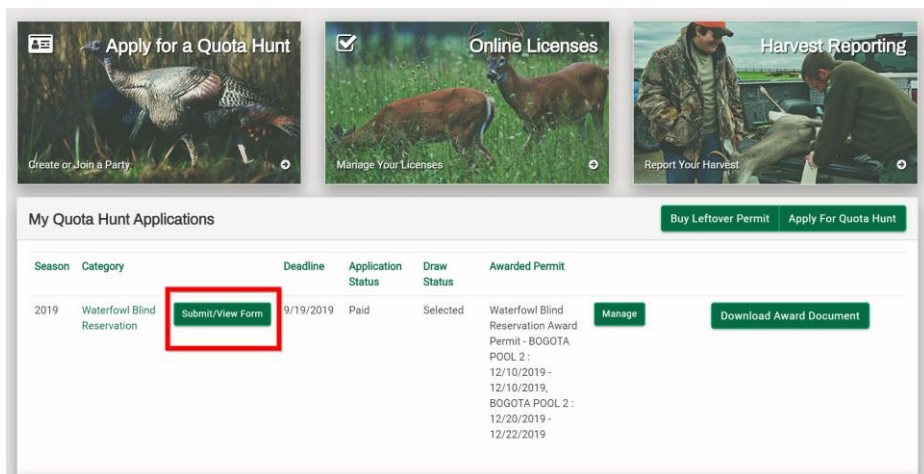 Apply for a Quota Hunt
Create or Join a Party
Online Licenses
Manage Your Licenses
Harvest Reporting
Report Your Harvest
My Quota Hunt Applications
Buy Leftover Permit
Apply For Quota Hunt
Season Category Deadline Application Status Draw Status Awarded Permit
2019
Waterfowl Blind
Reservation
Submit/View Form
9/19/2019
Paid
Selected
Waterfowl Blind
Reservation Award
Permit - BOGOTA
POOL 2 :
12/10/2019 -
12/10/2019,
BOGOTA POOL 2 :
12/20/2019 -
12/22/2019
Manage
Download Award Document